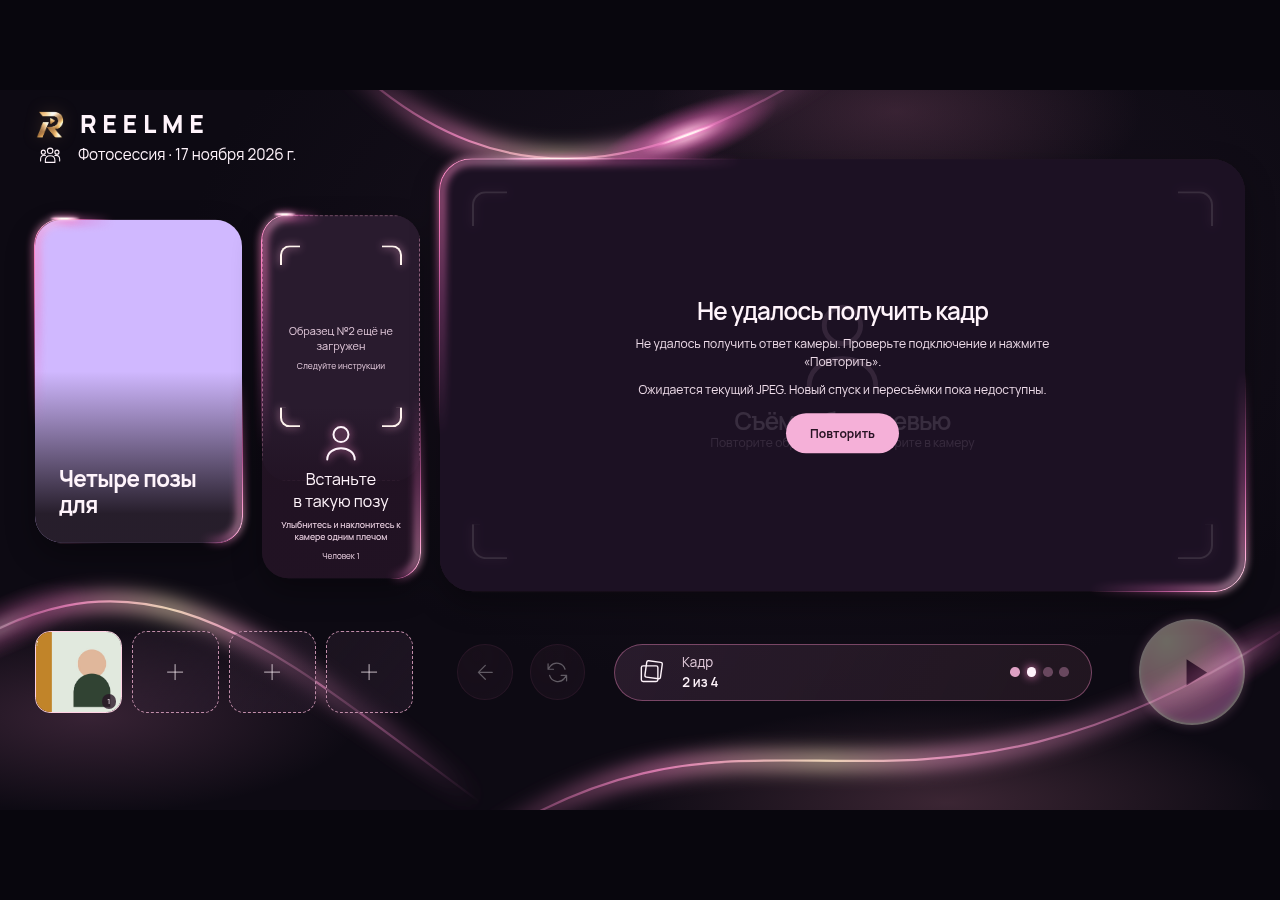 REELME
Фотосессия · 17 ноября 2026 г.
Четыре позы
для
Образец №2 ещё не
загружен
Следуйте инструкции
Встаньте
в такую позу
Улыбнитесь и наклонитесь к
камере одним плечом
Человек 1
Не удалось получить кадр
Не удалось получить ответ камеры. Проверьте подключение и нажмите
«Повторить».
Ожидается текущий JPEG. Новый спуск и пересъёмки пока недоступны.
Повторить
1
Кадр
2 из 4